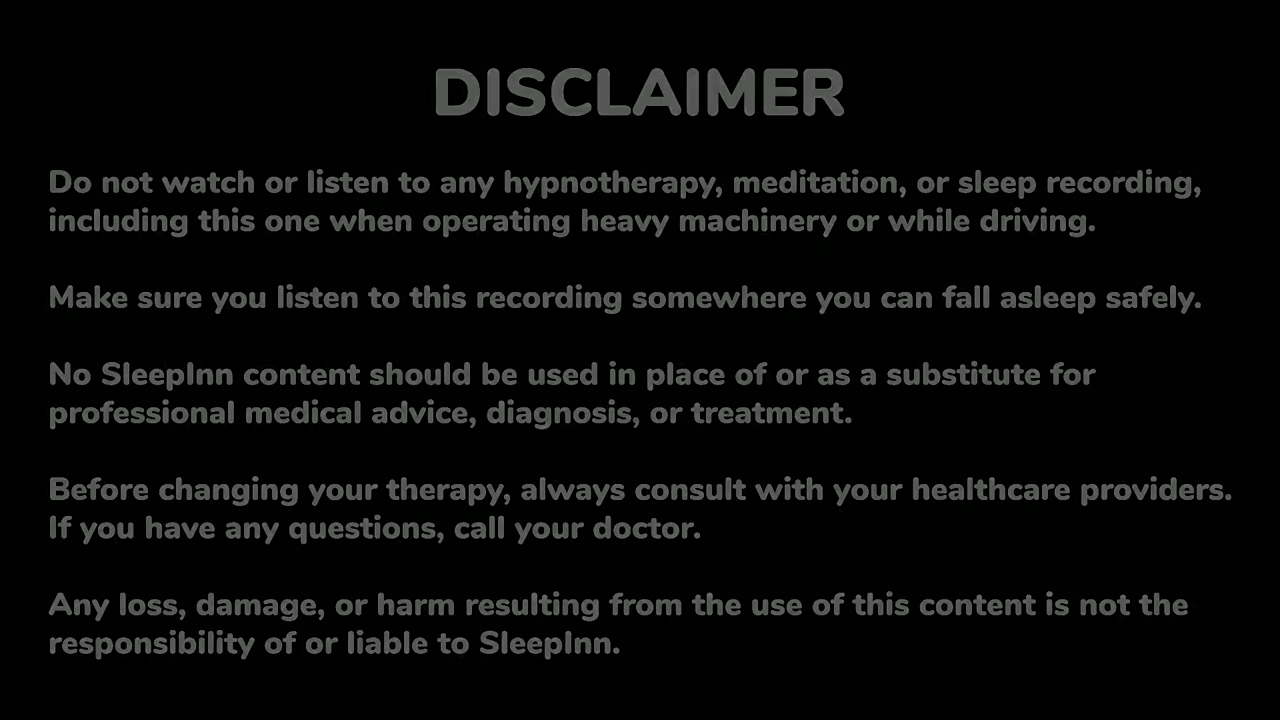 DISCLAIMER
Do not watch or listen to any hypnotherapy, meditation, or sleep recording,
including this one when operating heavy machinery or while driving.
Make sure you listen to this recording somewhere you can fall asleep safely.
No SleepInn content should be used in place of or as a substitute for
professional medical advice, diagnosis, or treatment.
Before changing your therapy, always consult with your healthcare providers.
If you have any questions, call your doctor.
Any loss, damage, or harm resulting from the use of this content is not the
responsibility of or liable to SleepInn.